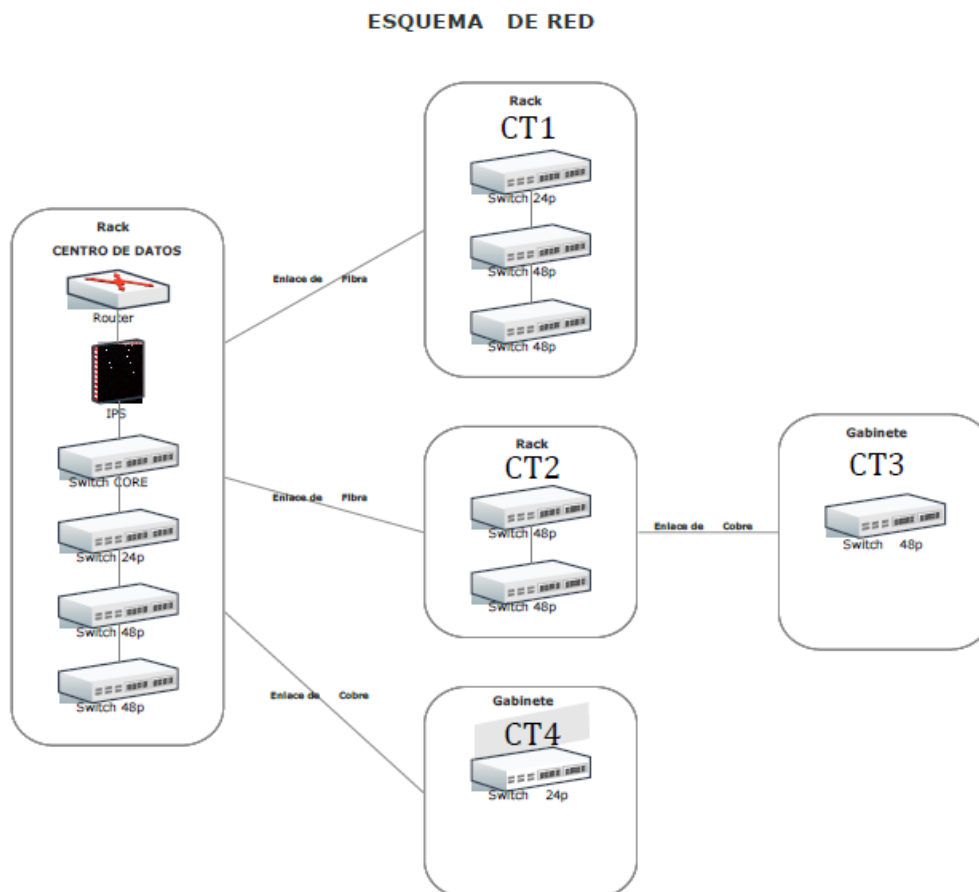 ESQUEMA DE RED
Rack
CENTRO DE DATOS
Router
IPS
Switch CORE
Switch 24p
Switch 48p
Switch 48p
Enlace de Fibra
Rack
CT1
Switch 24p
Switch 48p
Switch 48p
Enlace de Fibra
Rack
CT2
Switch 48p
Switch 48p
Enlace de Cobre
Gabinete
CT3
Switch 48p
Enlace de Cobre
Gabinete
CT4
Switch 24p